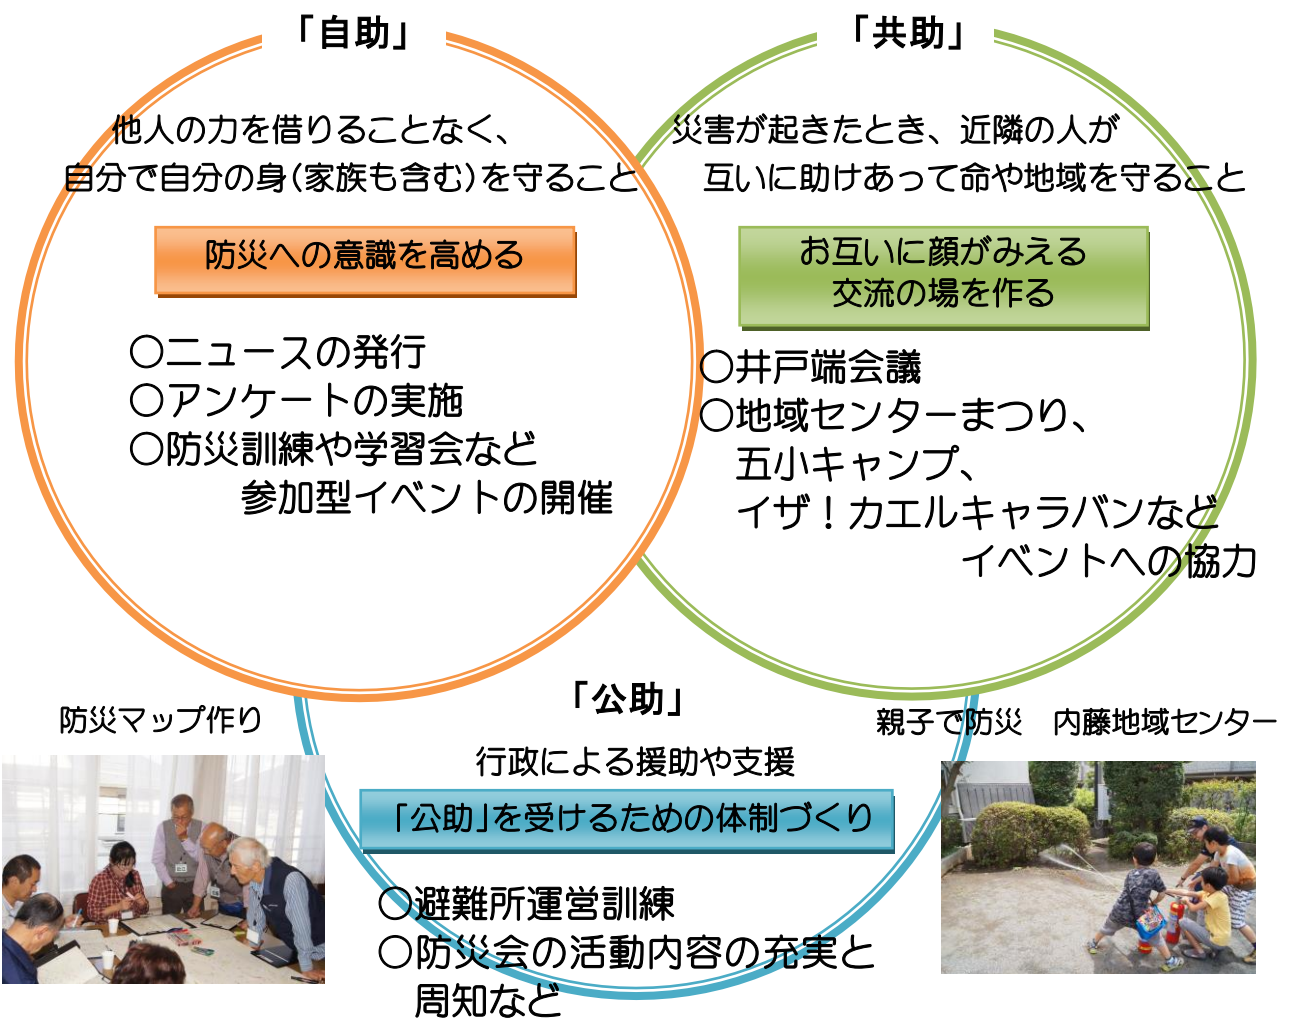 「自助」
他人の力を借りることなく、
自分で自分の身(家族も含む)を守ること
防災への意識を高める
○ニュースの発行
○アンケートの実施
○防災訓練や学習会など
参加型イベントの開催
「共助」
災害が起きたとき、近隣の人が
互いに助けあって命や地域を守ること
お互いに顔がみえる
交流の場を作る
○井戸端会議
○地域センターまつり、
五小キャンプ、
イザ！カエルキャラバンなど
イベントへの協力
「公助」
行政による援助や支援
「公助」を受けるための体制づくり
○避難所運営訓練
○防災会の活動内容の充実と
周知など
防災マップ作り
親子で防災　内藤地域センター